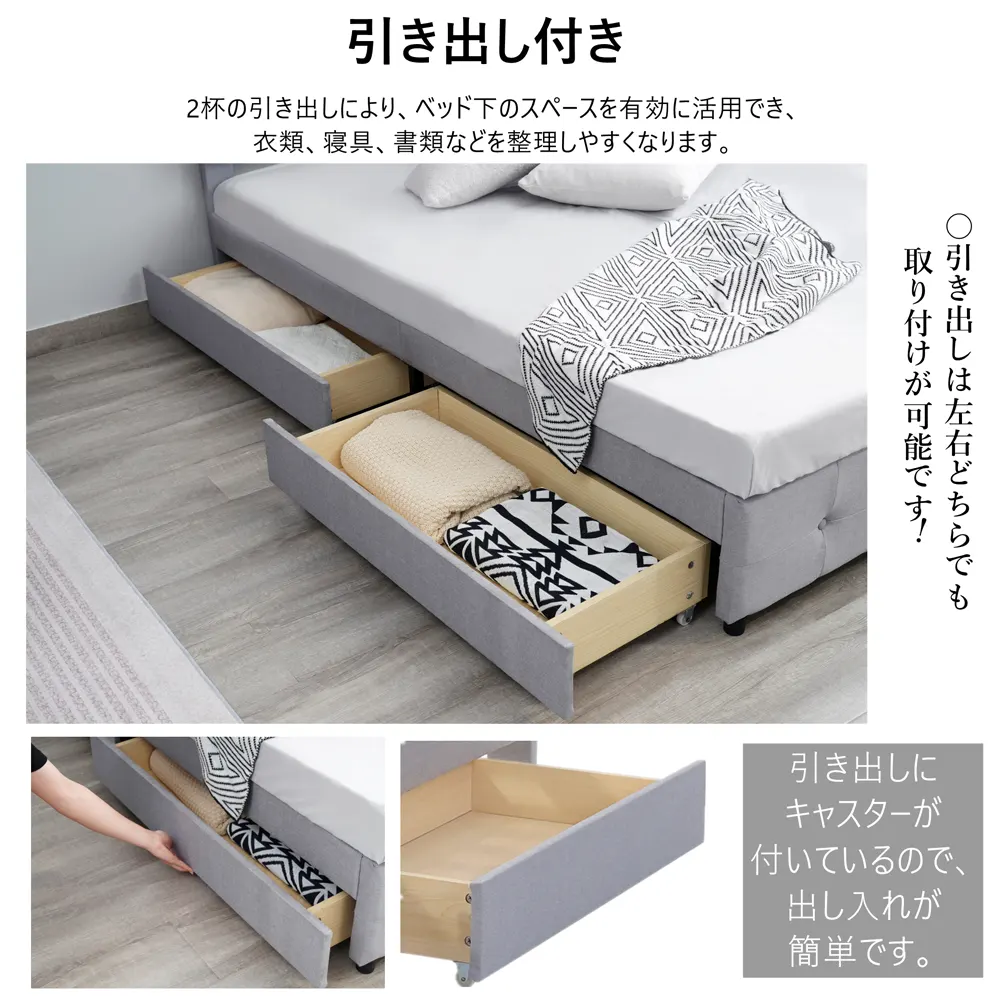 引き出し付き
2杯の引き出しにより、ベッド下のスペースを有効に活用でき、
衣類、寝具、書類などを整理しやすくなります。
〇引き出しは左右どちらでも
取り付けが可能です!
引き出しに
キャスターが
付いているので、
出し入れが
簡単です。